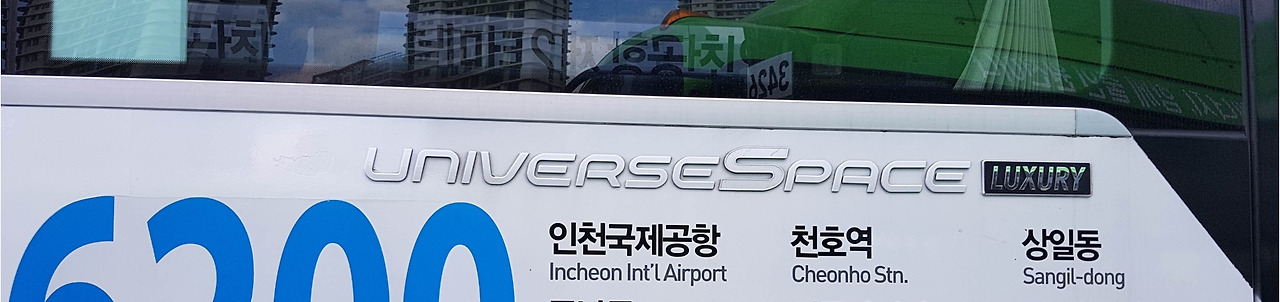 3426
UNIVERSE SPACE LUXURY
6200
인천국제공항 천호역 상일동
Incheon Int'l Airport Cheonho Stn. Sangil-dong